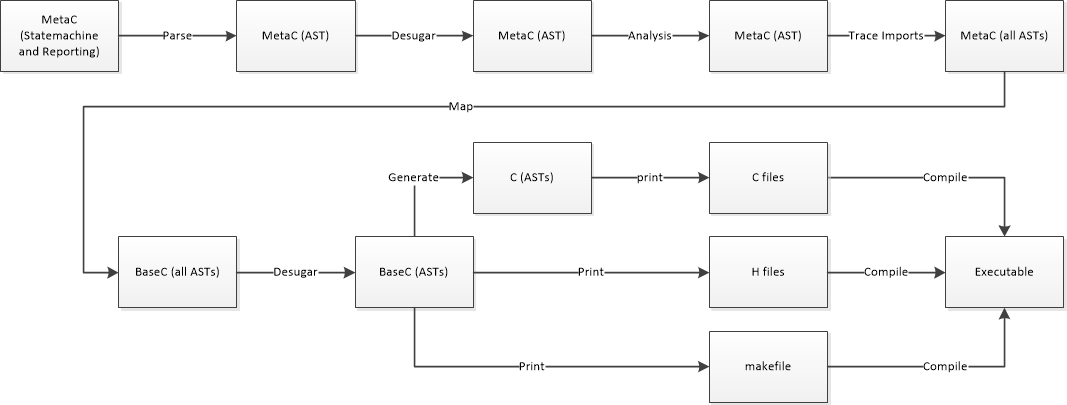 MetaC
(Statemachine
and Reporting)
Parse
MetaC (AST)
Desugar
MetaC (AST)
Analysis
MetaC (AST)
Trace Imports
MetaC (all ASTs)
Map
Generate
C (ASTs)
print
C files
Compile
BaseC (all ASTs)
Desugar
BaseC (ASTs)
Print
H files
Compile
Executable
Print
makefile
Compile